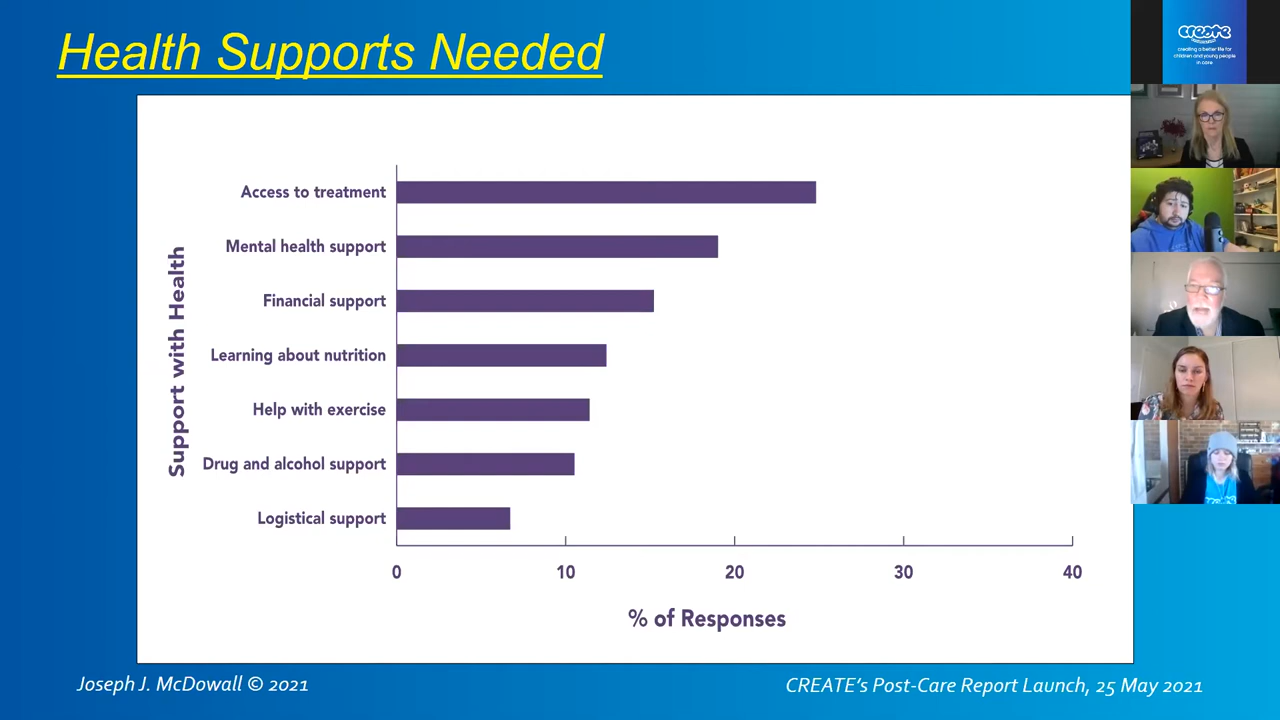 Health Supports Needed
create
creating a better life for
children and young people
in care
Support with Health
Access to treatment
Mental health support
Financial support
Learning about nutrition
Help with exercise
Drug and alcohol support
Logistical support
0 10 20 30 40
% of Responses
Joseph J. McDowall © 2021
CREATE's Post-Care Report Launch, 25 May 2021